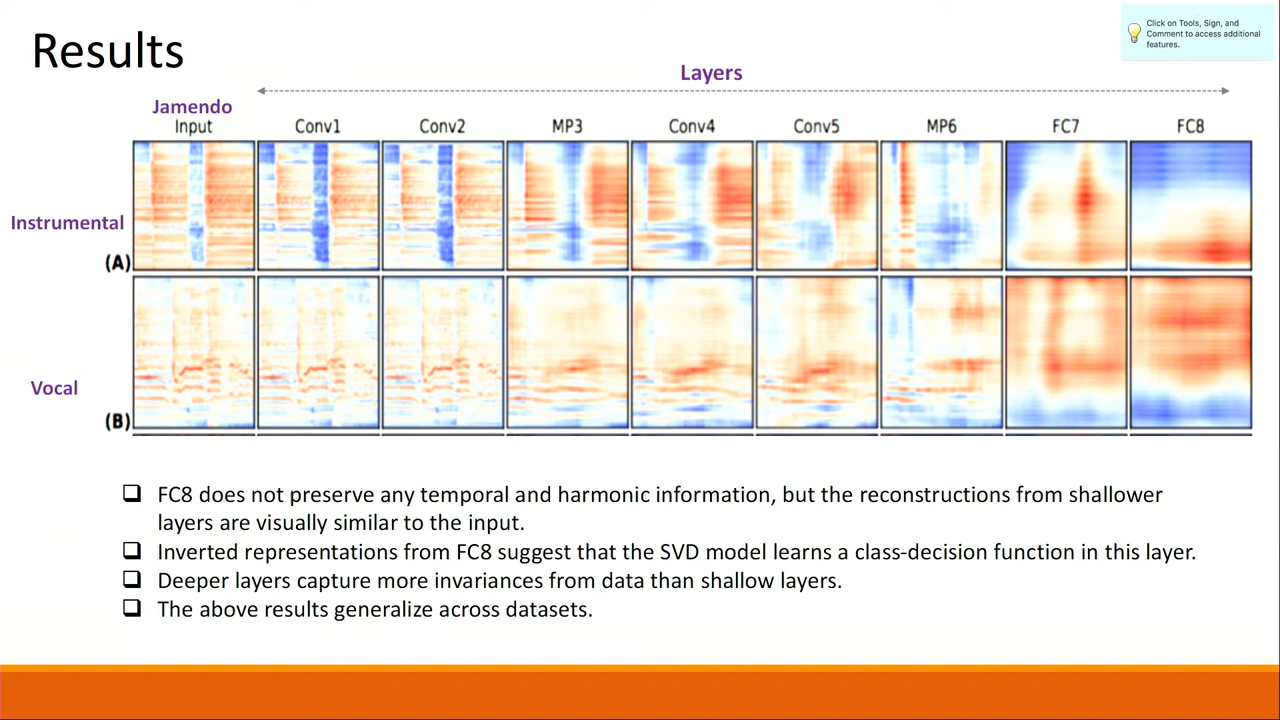 Results
Click on Tools, Sign, and
Comment to access additional
features.
Layers
Jamendo
Input Conv1 Conv2 MP3 Conv4 Conv5 MP6 FC7 FC8
Instrumental
(A)
Vocal
(B)
FC8 does not preserve any temporal and harmonic information, but the reconstructions from shallower
layers are visually similar to the input.
Inverted representations from FC8 suggest that the SVD model learns a class-decision function in this layer.
Deeper layers capture more invariances from data than shallow layers.
The above results generalize across datasets.